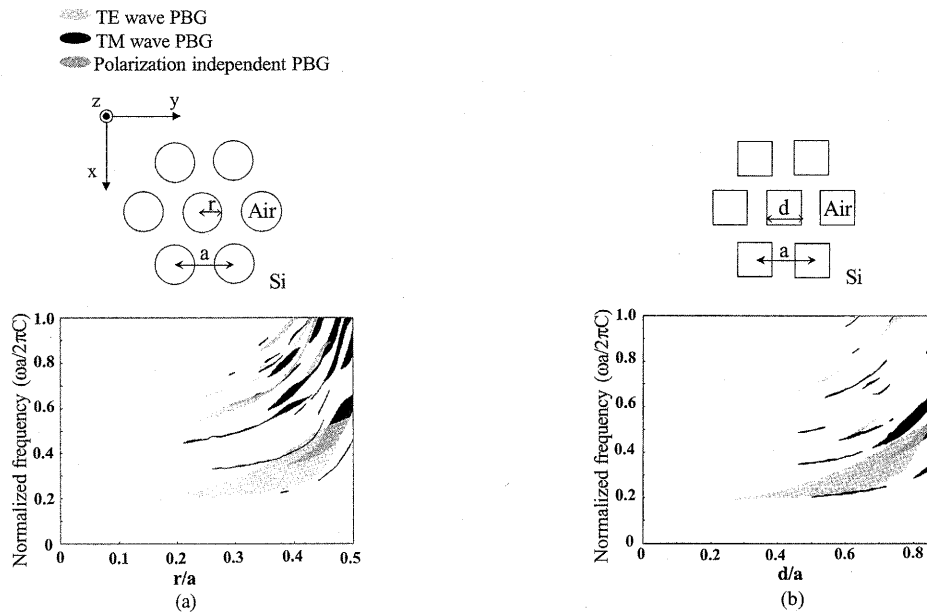 TE wave PBG
TM wave PBG
Polarization independent PBG
z
y
x
r
Air
a
Si
Normalized frequency (ωa/2πC)
1.0
0.8
0.6
0.4
0.2
0
0
0.1
0.2
0.3
0.4
0.5
r/a
(a)
d
Air
a
Si
Normalized frequency (ωa/2πC)
1.0
0.8
0.6
0.4
0.2
0
0
0.2
0.4
0.6
0.8
d/a
(b)